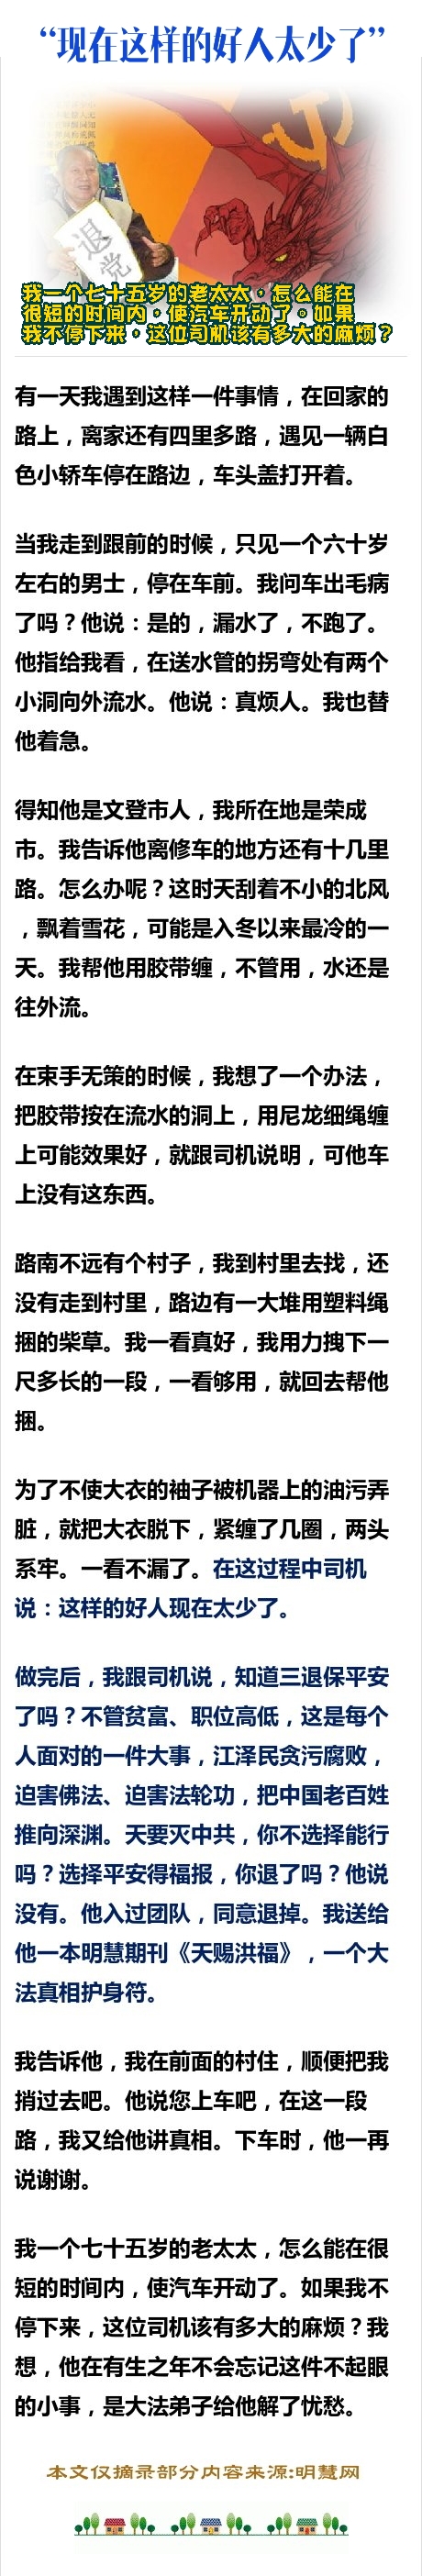 “现在这样的好人太少了”
退党
我一个七十五岁的老太太，怎么能在
很短的时间内，使汽车开动了。如果
我不停下来，这位司机该有多大的麻烦？
有一天我遇到这样一件事情，在回家的
路上，离家还有四里多路，遇见一辆白
色小轿车停在路边，车头盖打开着。
当我走到跟前的时候，只见一个六十岁
左右的男士，停在车前。我问车出毛病
了吗？他说：是的，漏水了，不跑了。
他指给我看，在送水管的拐弯处有两个
小洞向外流水。他说：真烦人。我也替
他着急。
得知他是文登市人，我所在地是荣成
市。我告诉他离修车的地方还有十几里
路。怎么办呢？这时天刮着不小的北风
，飘着雪花，可能是入冬以来最冷的一
天。我帮他用胶带缠，不管用，水还是
往外流。
在束手无策的时候，我想了一个办法，
把胶带按在流水的洞上，用尼龙细绳缠
上可能效果好，就跟司机说明，可他车
上没有这东西。
路南不远有个村子，我到村里去找，还
没有走到村里，路边有一大堆用塑料绳
捆的柴草。我一看真好，我用力拽下一
尺多长的一段，一看够用，就回去帮他
捆。
为了不使大衣的袖子被机器上的油污弄
脏，就把大衣脱下，紧缠了几圈，两头
系牢。一看不漏了。在这过程中司机
说：这样的好人现在太少了。
做完后，我跟司机说，知道三退保平安
了吗？不管贫富、职位高低，这是每个
人面对的一件大事，江泽民贪污腐败，
迫害佛法、迫害法轮功，把中国老百姓
推向深渊。天要灭中共，你不选择能行
吗？选择平安得福报，你退了吗？他说
没有。他入过团队，同意退掉。我送给
他一本明慧期刊《天赐洪福》，一个大
法真相护身符。
我告诉他，我在前面的村住，顺便把我
捎过去吧。他说您上车吧，在这一段
路，我又给他讲真相。下车时，他一再
说谢谢。
我一个七十五岁的老太太，怎么能在很
短的时间内，使汽车开动了。如果我不
停下来，这位司机该有多大的麻烦？我
想，他在有生之年不会忘记这件不起眼
的小事，是大法弟子给他解了忧愁。
本文仅摘录部分内容来源:明慧网